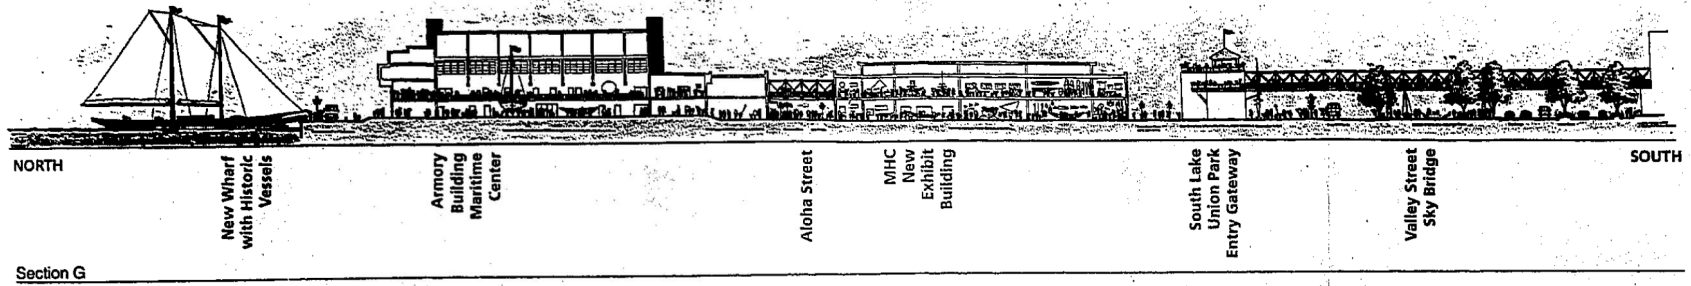 NORTH
New Wharf
with Historic
Vessels
Armory
Building
Maritime
Center
Aloha Street
MHC
New
Exhibit
Building
South Lake
Union Park
Entry Gateway
Valley Street
Sky Bridge
SOUTH
Section G